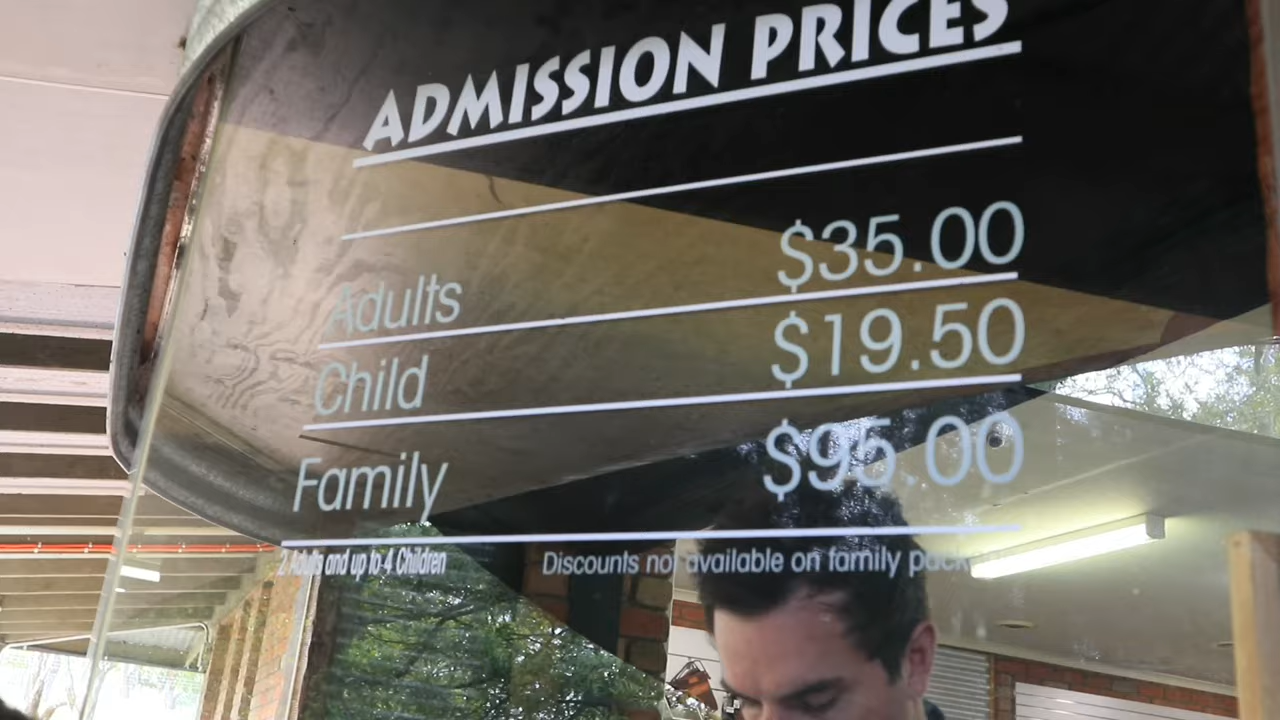 ADMISSION PRICES
Adults $35.00
Child $19.50
Family $95.00
2 Adults and up to 4 Children Discounts not available on family